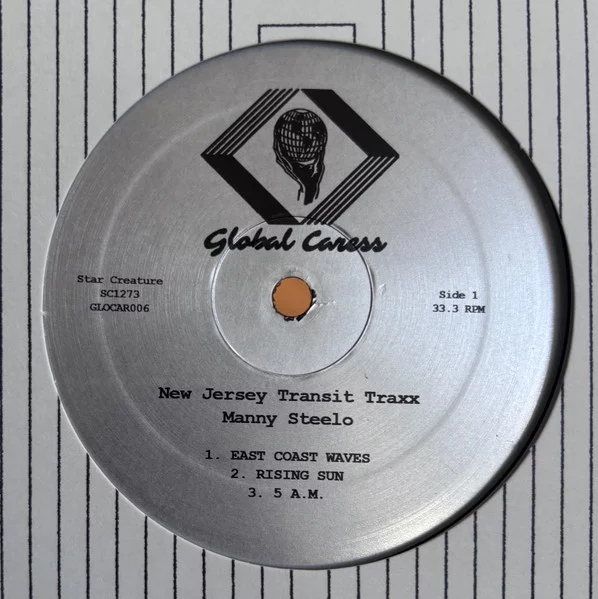 Global Caress
Star Creature
SC1273
GLOCAR006
Side 1
33.3 RPM
New Jersey Transit Traxx
Manny Steelo
1. EAST COAST WAVES
2. RISING SUN
3. 5 A.M.